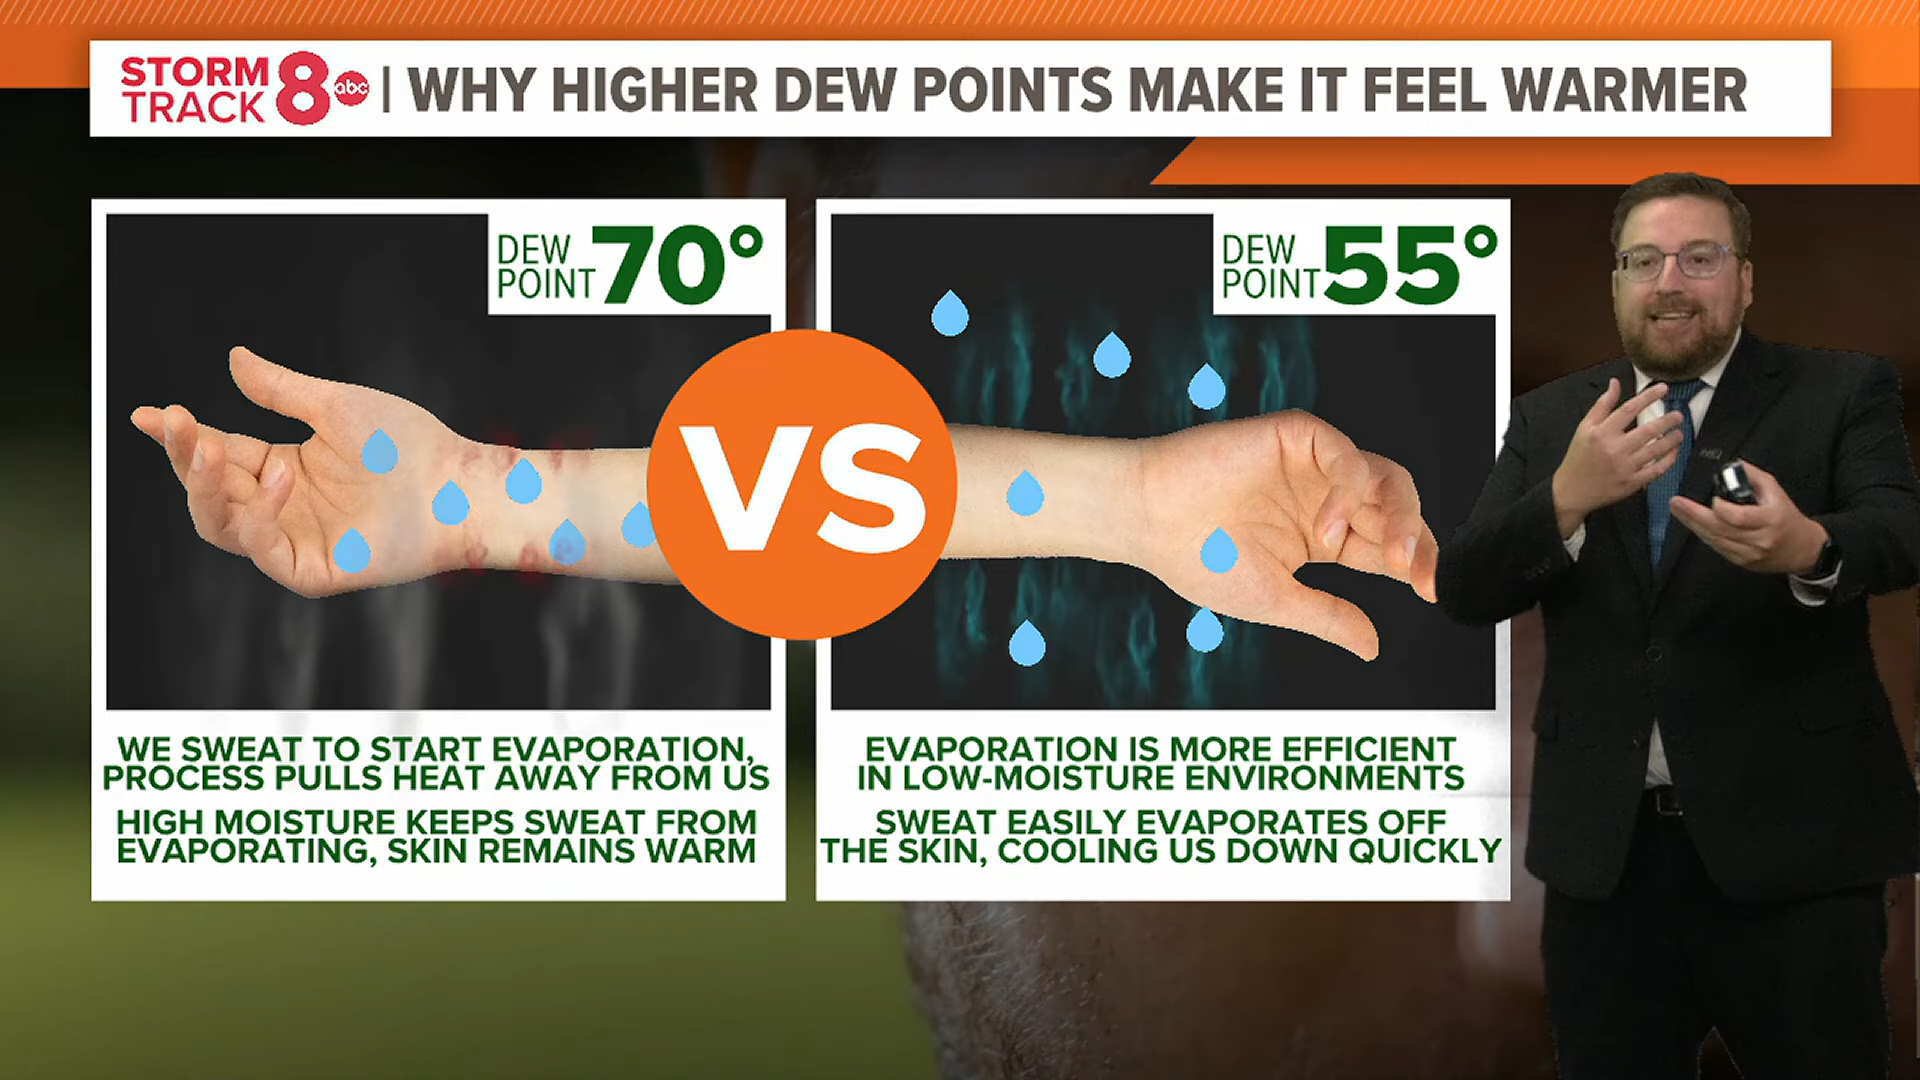 STORM
TRACK
8
abc
| WHY HIGHER DEW POINTS MAKE IT FEEL WARMER
DEW
POINT
70°
DEW
POINT
55°
VS
WE SWEAT TO START EVAPORATION,
PROCESS PULLS HEAT AWAY FROM US
HIGH MOISTURE KEEPS SWEAT FROM
EVAPORATING, SKIN REMAINS WARM
EVAPORATION IS MORE EFFICIENT
IN LOW-MOISTURE ENVIRONMENTS
SWEAT EASILY EVAPORATES OFF
THE SKIN, COOLING US DOWN QUICKLY